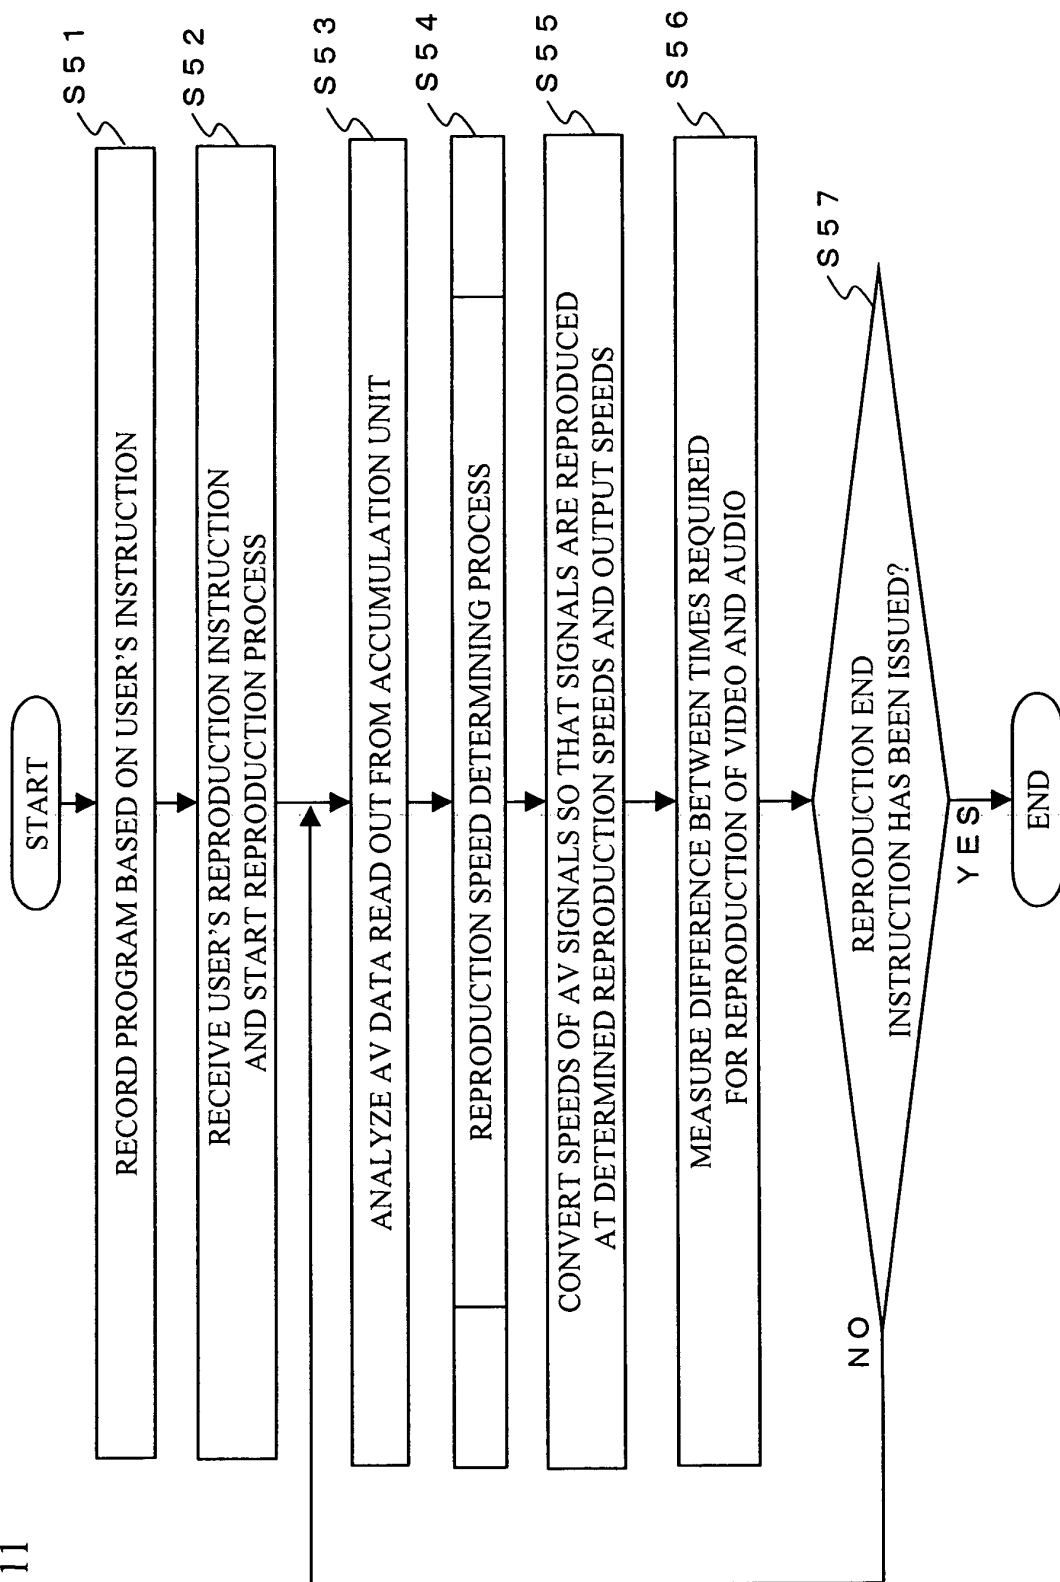 11
START
RECORD PROGRAM BASED ON USER'S INSTRUCTION
S51
RECEIVE USER'S REPRODUCTION INSTRUCTION
AND START REPRODUCTION PROCESS
S52
ANALYZE AV DATA READ OUT FROM ACCUMULATION UNIT
S53
REPRODUCTION SPEED DETERMINING PROCESS
S54
CONVERT SPEEDS OF AV SIGNALS SO THAT SIGNALS ARE REPRODUCED
AT DETERMINED REPRODUCTION SPEEDS AND OUTPUT SPEEDS
S55
MEASURE DIFFERENCE BETWEEN TIMES REQUIRED
FOR REPRODUCTION OF VIDEO AND AUDIO
S56
REPRODUCTION END
INSTRUCTION HAS BEEN ISSUED?
S57
NO
YES
END